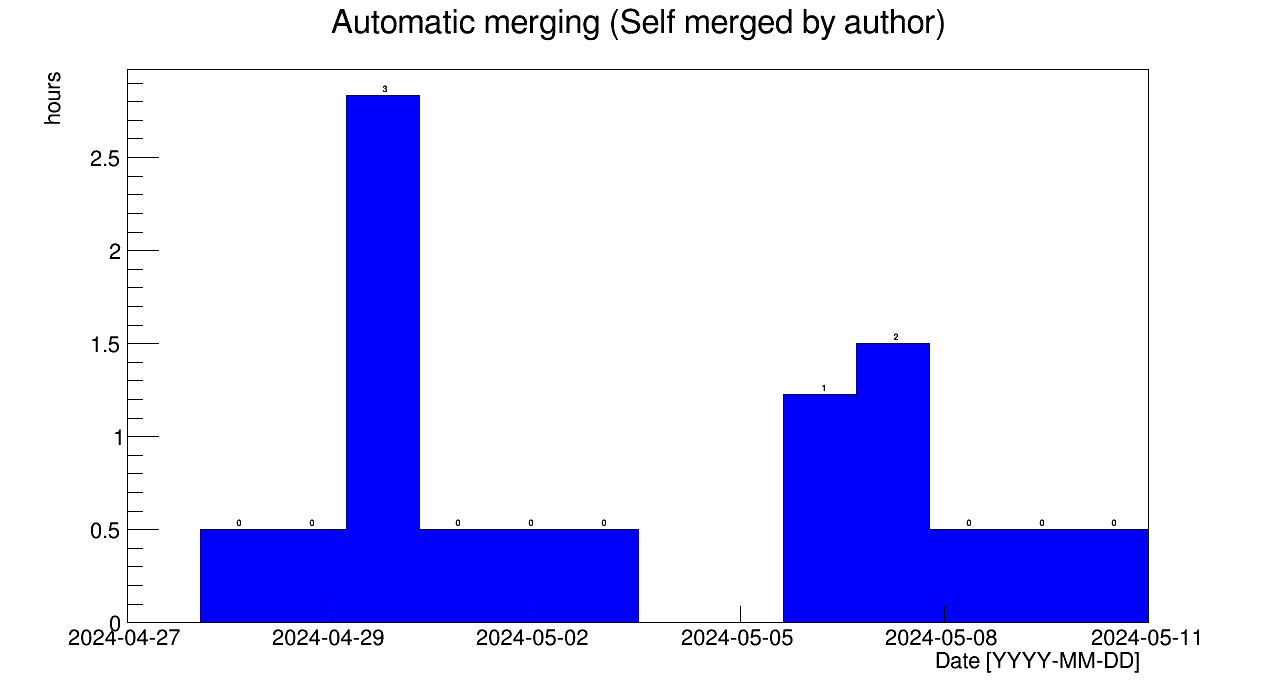 Automatic merging (Self merged by author)
hours
3
2.5
2
1.5
2
1
1
0.5
0 0 0 0 0 0 0 0
0
2024-04-27 2024-04-29 2024-05-02 2024-05-05 2024-05-08 2024-05-11
Date [YYYY-MM-DD]